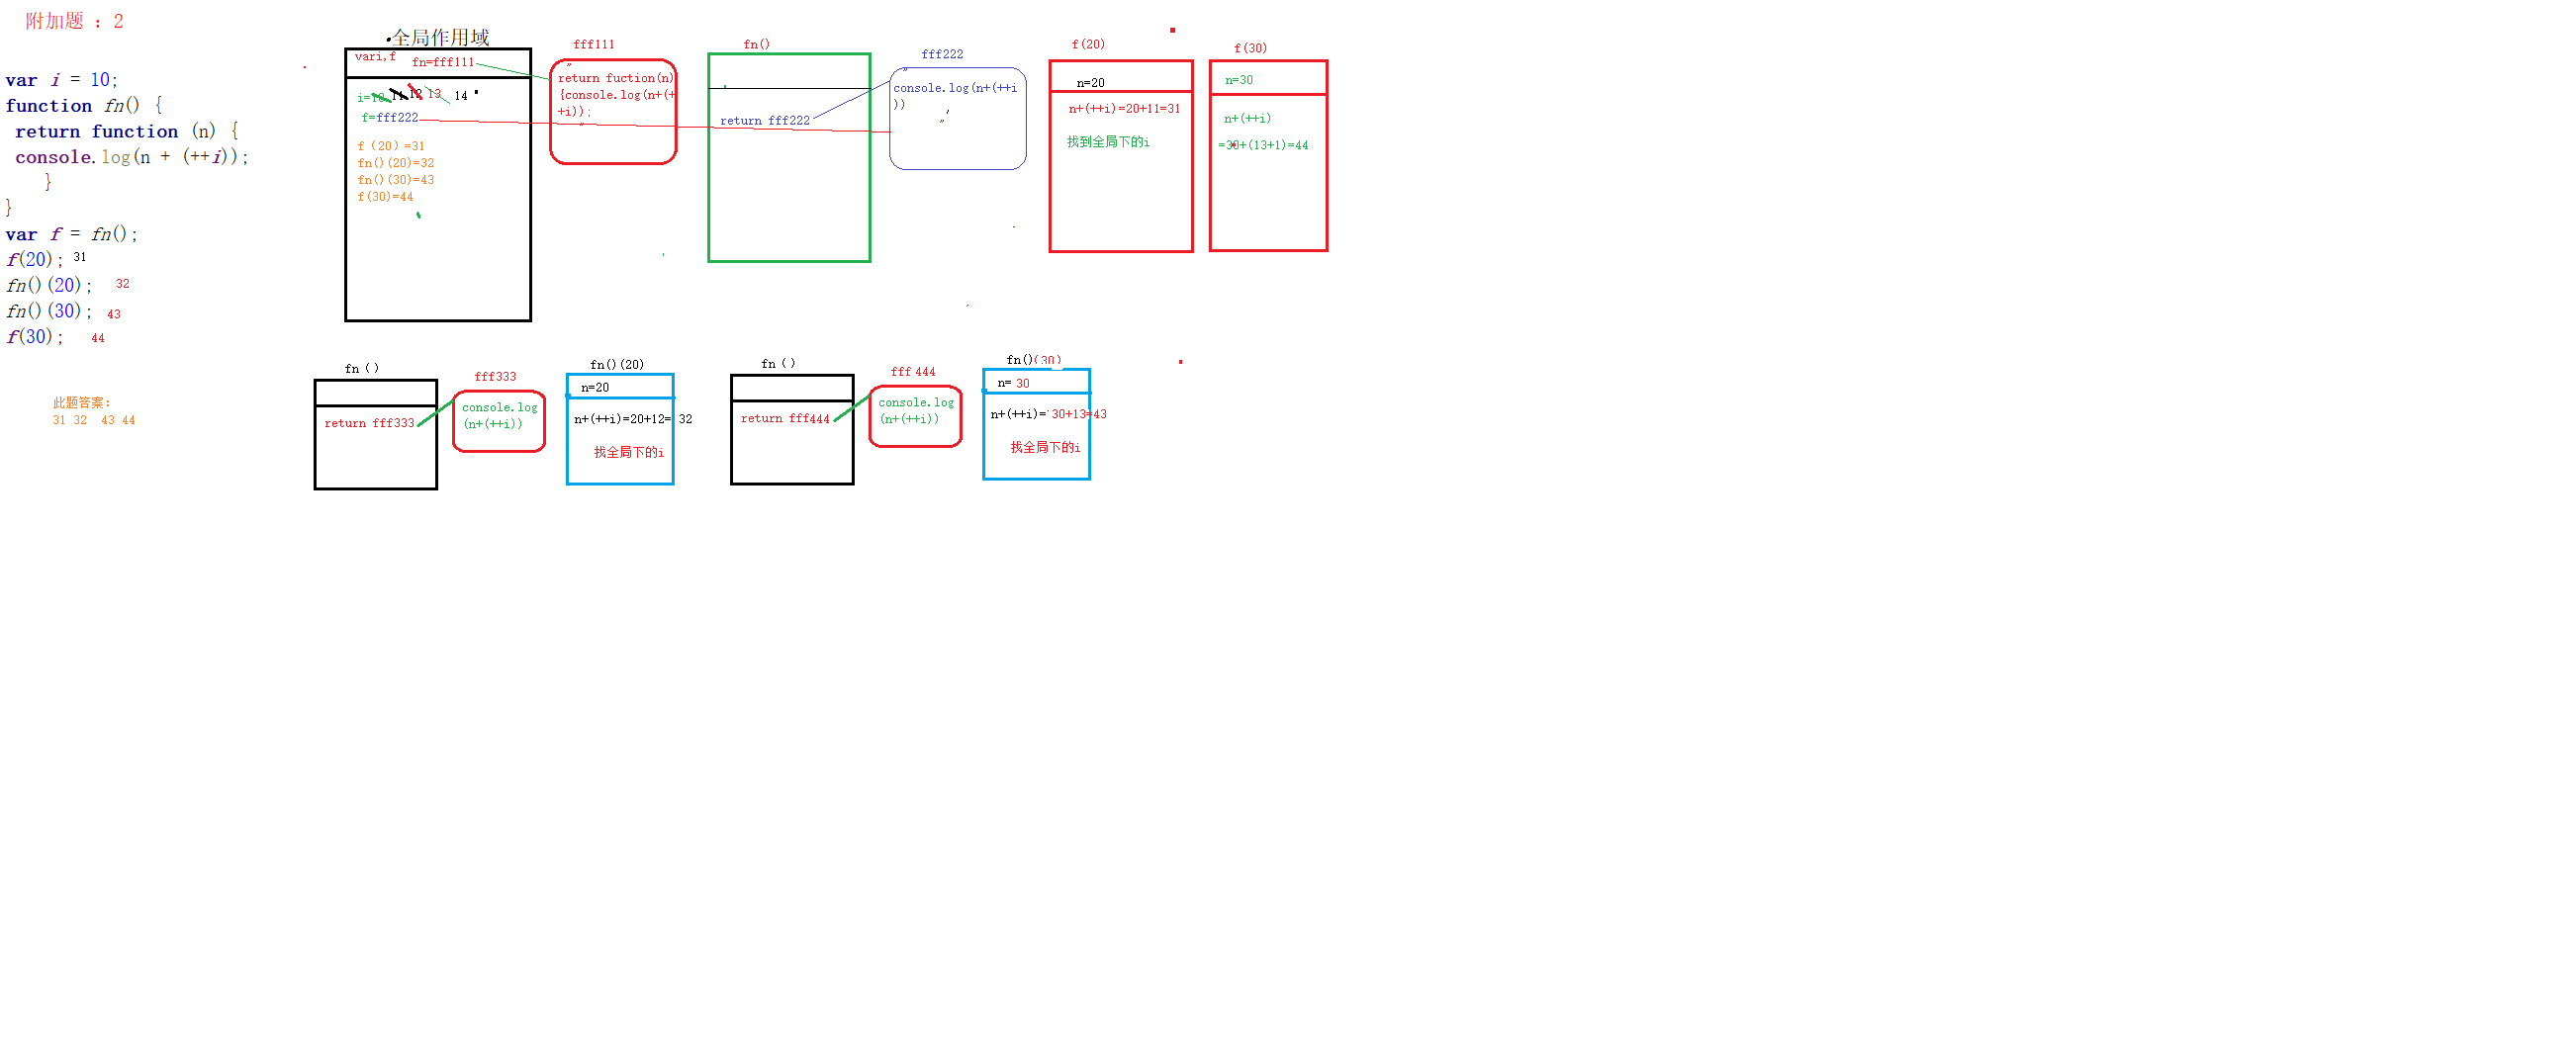 附加题 : 2
var i = 10;
function fn() {
return function (n) {
console.log(n + (++i));
}
}
var f = fn();
f(20); 31
fn()(20); 32
fn()(30); 43
f(30); 44
此题答案:
31 32 43 44
全局作用域
vari,f
fn=fff111
i=10 11 12 13 14
f=fff222
f (20) =31
fn()(20)=32
fn()(30)=43
f(30)=44
fff111
"
return fuction(n)
{console.log(n+(+
+i));
"
fn()
return fff222
fff222
"
console.log(n+(++i
))
"
f(20)
n=20
n+(++i)=20+11=31
找到全局下的i
f(30)
n=30
n+(++i)
=30+(13+1)=44
fn ()
return fff333
fff333
console.log
(n+(++i))
fn()(20)
n=20
n+(++i)=20+12= 32
找全局下的i
fn ()
return fff444
fff 444
console.log
(n+(++i))
fn()(30)
n= 30
n+(++i)= 30+13=43
找全局下的i